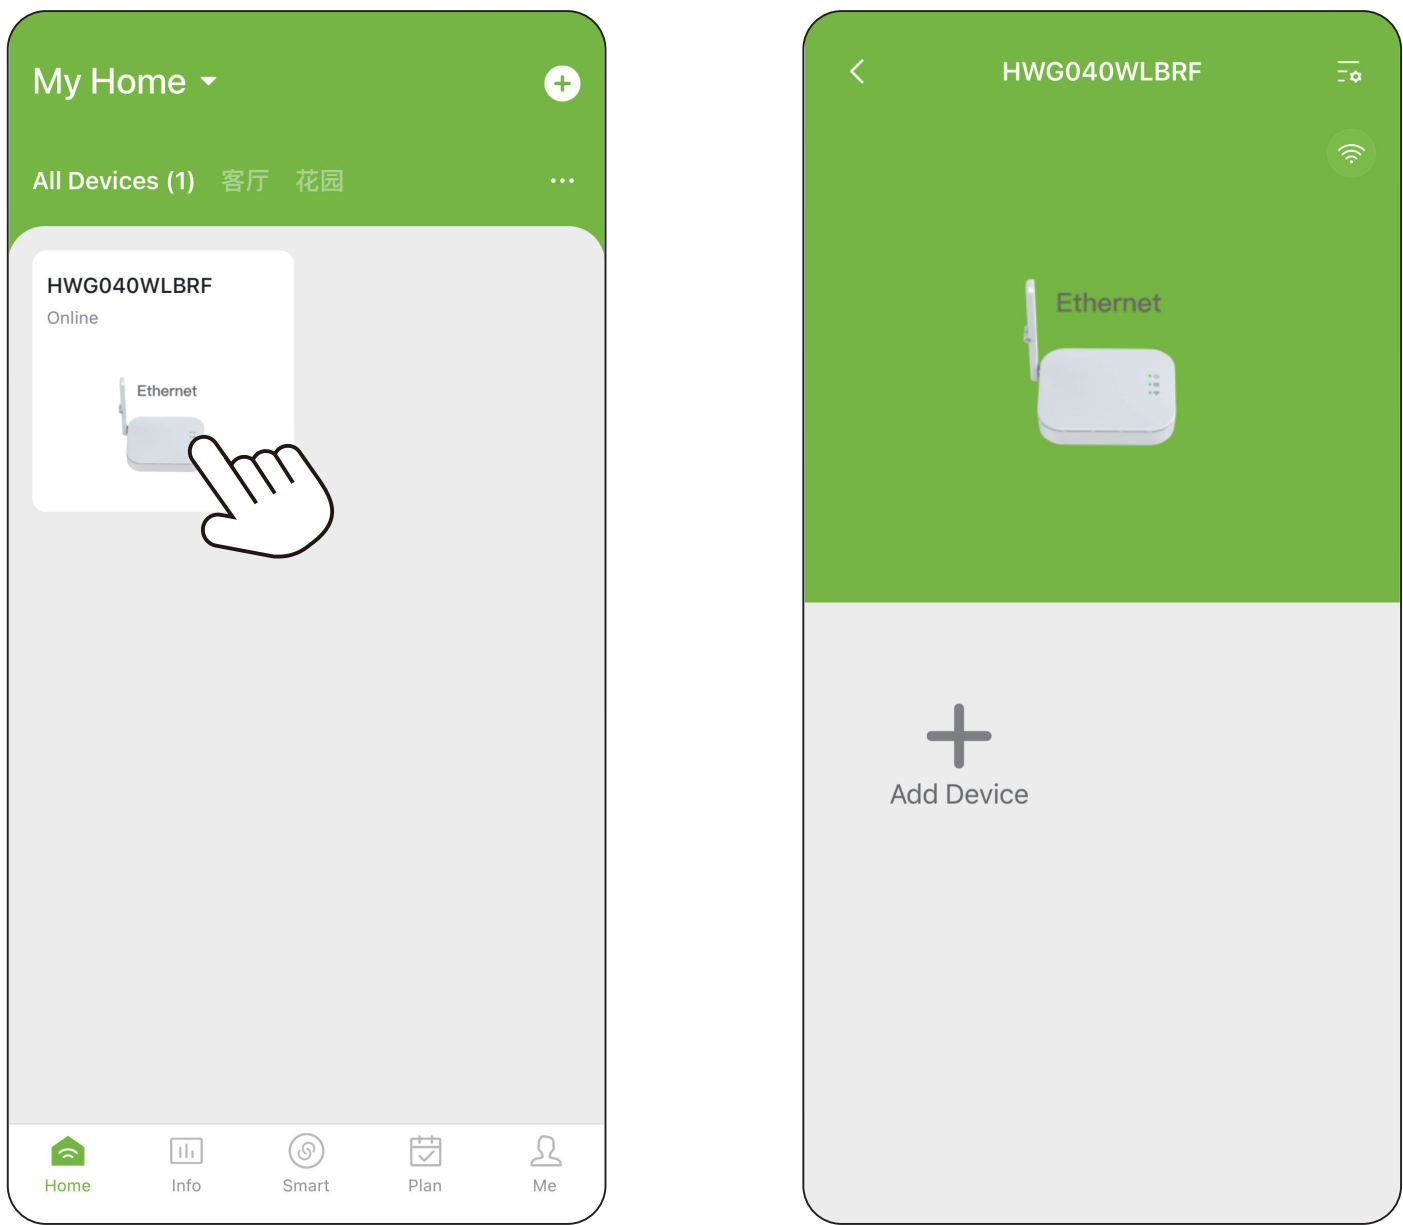 My Home
All Devices (1) 客厅 花园
HWG040WLBRF
Online
Ethernet
Home Info Smart Plan Me
HWG040WLBRF
Ethernet
Add Device